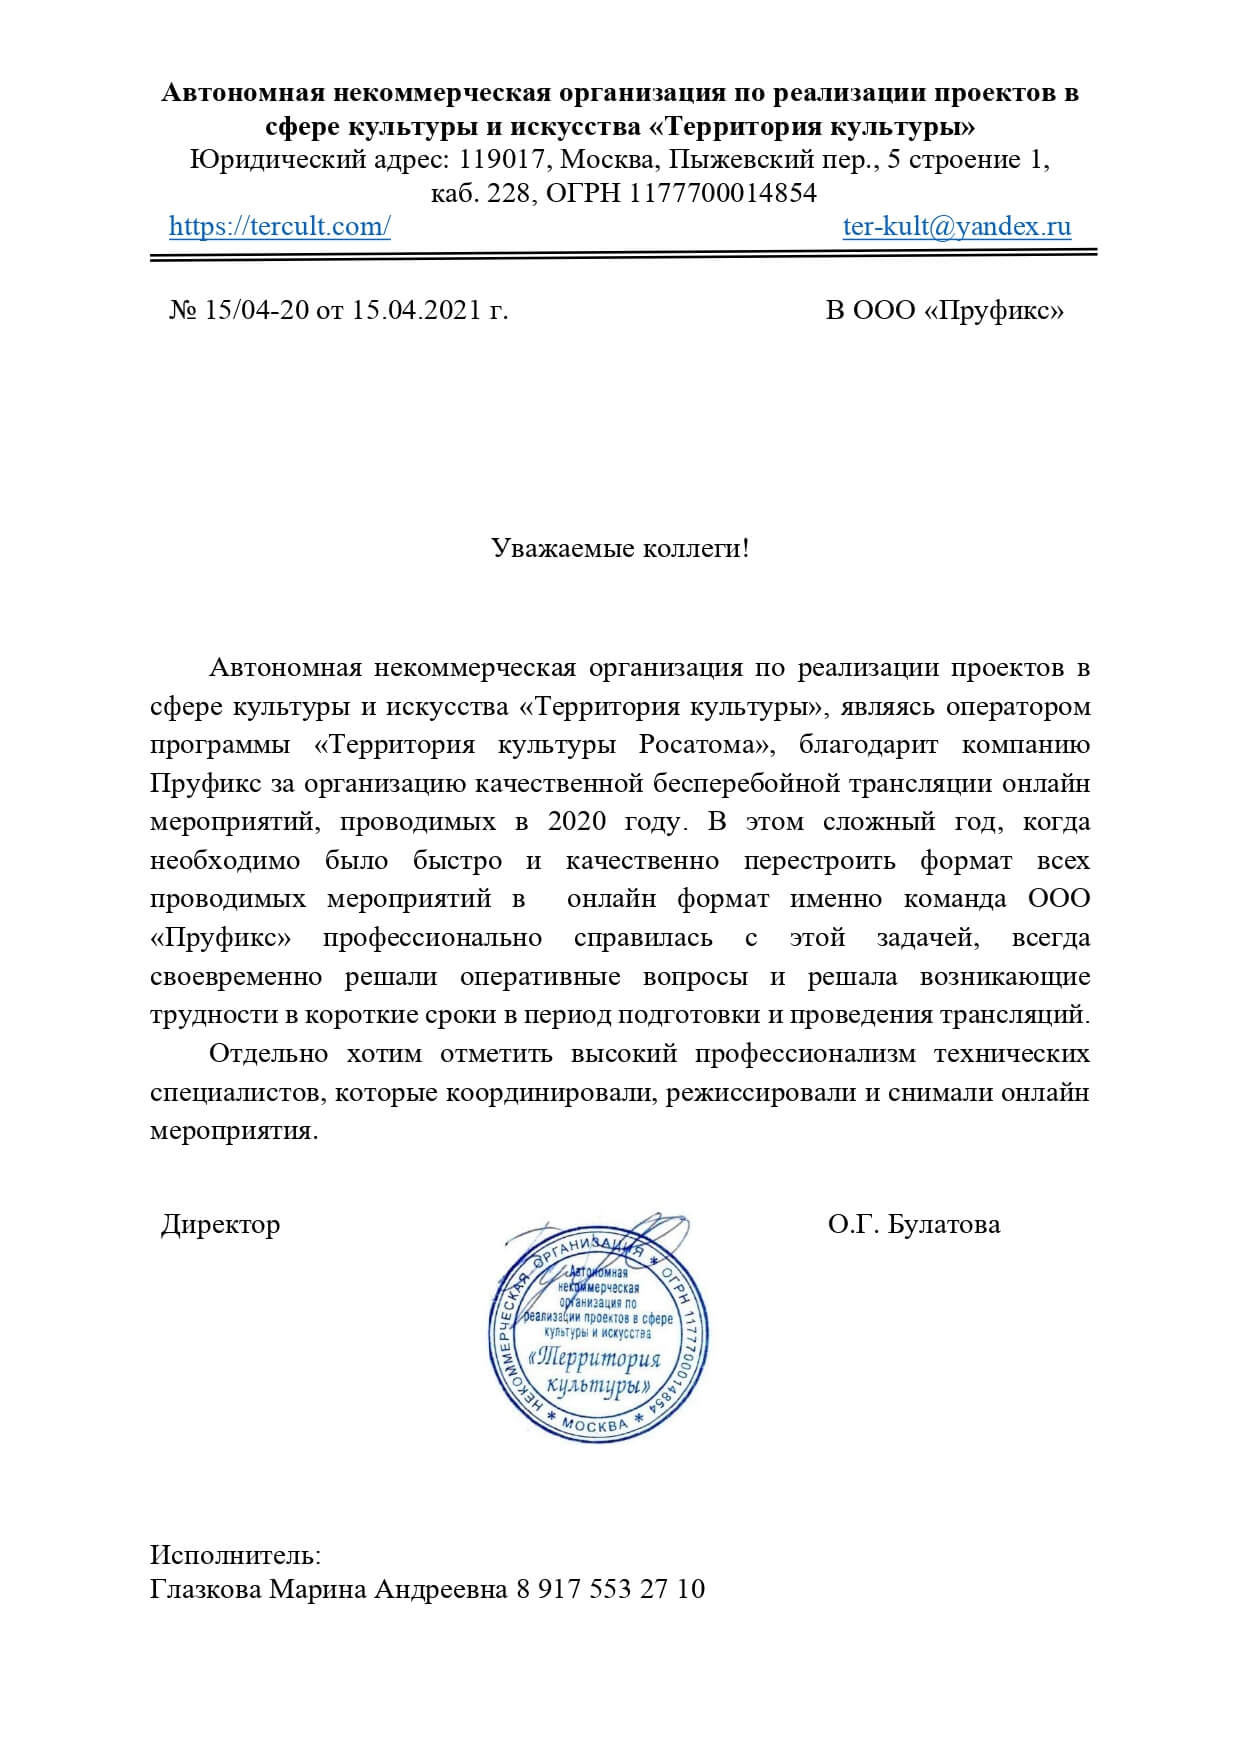 Автономная некоммерческая организация по реализации проектов в
сфере культуры и искусства «Территория культуры»
Юридический адрес: 119017, Москва, Пыжевский пер., 5 строение 1,
каб. 228, ОГРН 1177700014854
https://tercult.com/ ter-kult@yandex.ru
№ 15/04-20 от 15.04.2021 г. В ООО «Пруфикс»
Уважаемые коллеги!
Автономная некоммерческая организация по реализации проектов в
сфере культуры и искусства «Территория культуры», являясь оператором
программы «Территория культуры Росатома», благодарит компанию
Пруфикс за организацию качественной бесперебойной трансляции онлайн
мероприятий, проводимых в 2020 году. В этом сложный год, когда
необходимо было быстро и качественно перестроить формат всех
проводимых мероприятий в онлайн формат именно команда ООО
«Пруфикс» профессионально справилась с этой задачей, всегда
своевременно решали оперативные вопросы и решала возникающие
трудности в короткие сроки в период подготовки и проведения трансляций.
Отдельно хотим отметить высокий профессионализм технических
специалистов, которые координировали, режиссировали и снимали онлайн
мероприятия.
Директор О.Г. Булатова
НЕКОММЕРЧЕСКАЯ ОРГАНИЗАЦИЯ * ОГРН 1177700014854 * МОСКВА *
Автономная
некоммерческая
организация по
реализации проектов в сфере
культуры и искусства
«Территория
культуры»
Исполнитель:
Глазкова Марина Андреевна 8 917 553 27 10